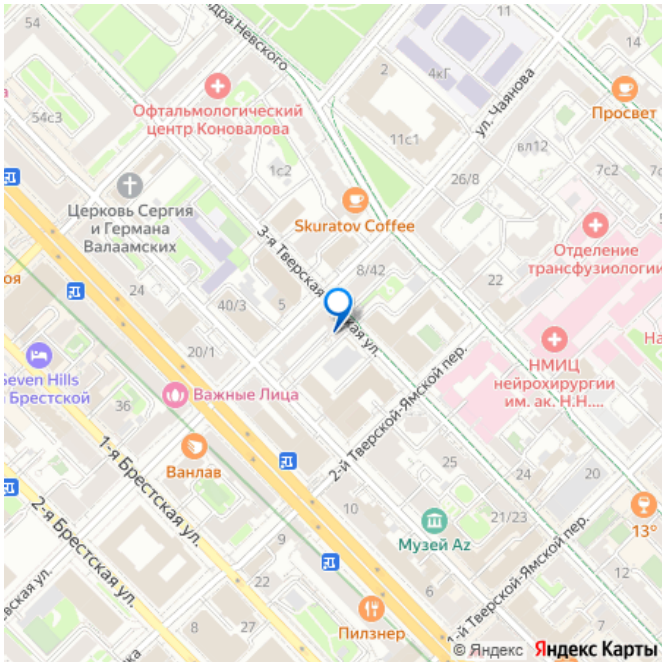 54
11
14
2
4кГ
Невского
ул. Чаянова
Офтальмологический
центр Коновалова
Просвет
54с3
11с1
вл12
7с2
1с2
26/8
Церковь Сергия
и Германа
Валаамских
Skuratov Coffee
3-я Тверская
ул.
Отделение
трансфузиологии
8/42
22
24
40/3
5
20/1
НМИЦ
нейрохирургии
им. ак. Н.Н....
На
Seven Hills
Брестской
Важные Лица
36
2-й Тверской-Ямской пер.
1-я Брестская ул.
Ванлав
25
24
20
2-я Брестская ул.
10
21/23
13°
Музей Az
9
12
22
6
1-й Тверской-Ямской пер.
8
27
Пилзнер
© Яндекс Яндекс Карты